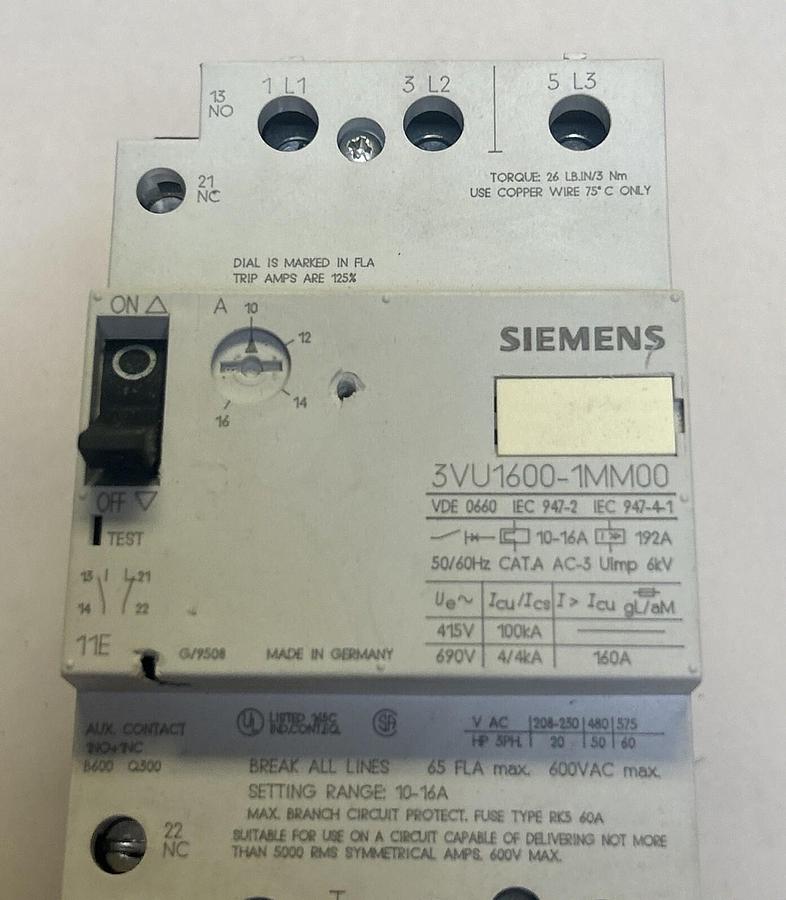 1 L1 3 L2 5 L3
13
NO
21
NC
TORQUE: 26 LB.IN/3 Nm
USE COPPER WIRE 75°C ONLY
DIAL IS MARKED IN FLA
TRIP AMPS ARE 125%
ON △
A 10
12
14
16
SIEMENS
3VU1600-1MM00
VDE 0660 IEC 947-2 IEC 947-4-1
10-16A I≫ 192A
50/60Hz CAT.A AC-3 Uimp 6kV
Ue~ Icu/Ics I > Icu gL/aM
415V 100kA
690V 4/4kA 160A
OFF ▽
TEST
13 21
14 22
11E
G/9508 MADE IN GERMANY
AUX. CONTACT
1NO+1NC
B600 Q300
UL LISTED
IND.CONT.EQ.
SA
V AC 208-230 480 575
HP 3PH. 20 50 60
BREAK ALL LINES 65 FLA max. 600VAC max.
SETTING RANGE: 10-16A
MAX. BRANCH CIRCUIT PROTECT. FUSE TYPE RK5 60A
SUITABLE FOR USE ON A CIRCUIT CAPABLE OF DELIVERING NOT MORE
THAN 5000 RMS SYMMETRICAL AMPS. 600V MAX.
22
NC